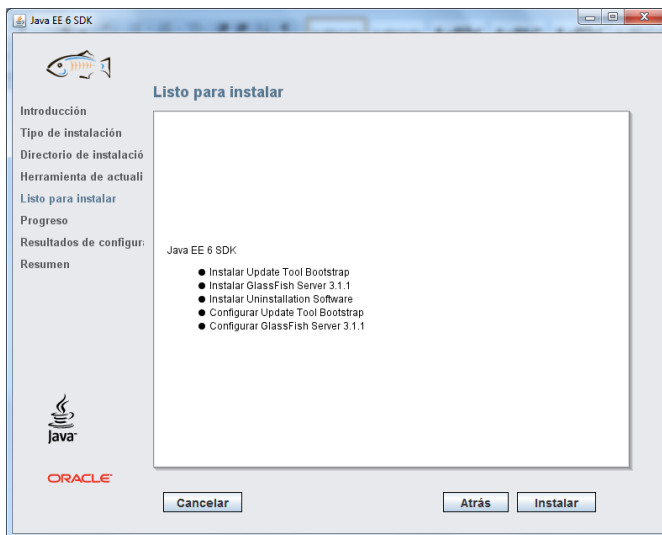 Java EE 6 SDK
Listo para instalar
Introducción
Tipo de instalación
Directorio de instalació
Herramienta de actuali
Listo para instalar
Progreso
Resultados de configur
Resumen
Java EE 6 SDK
● Instalar Update Tool Bootstrap
● Instalar GlassFish Server 3.1.1
● Instalar Uninstallation Software
● Configurar Update Tool Bootstrap
● Configurar GlassFish Server 3.1.1
Java
ORACLE
Cancelar
Atrás
Instalar